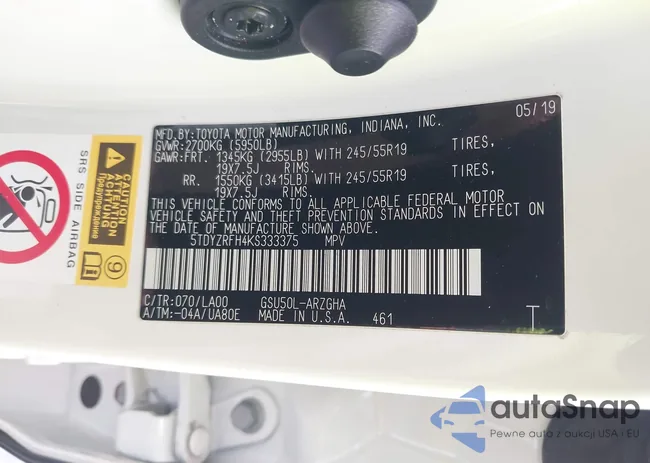 05/19
MFD.BY:TOYOTA MOTOR MANUFACTURING, INDIANA, INC.
GVWR:2700KG (5950LB)
GAWR:FRT. 1345KG (2955LB) WITH 245/55R19 TIRES,
19X7.5J RIMS.
RR. 1550KG (3415LB) WITH 245/55R19 TIRES,
19X7.5J RIMS.
THIS VEHICLE CONFORMS TO ALL APPLICABLE FEDERAL MOTOR
VEHICLE SAFETY AND THEFT PREVENTION STANDARDS IN EFFECT ON
THE DATE OF MANUFACTURE SHOWN ABOVE.
5TDYZRFH4KS333375 MPV
C/TR:070/LA00 GSU50L-ARZGHA
A/TM:-04A/UA80E MADE IN U.S.A. 461
SRS SIDE AIRBAG
CAUTION
ATTENTION
ACHTUNG
Предупреждение
9
autaSnap
Pewne auta z aukcji USA i EU